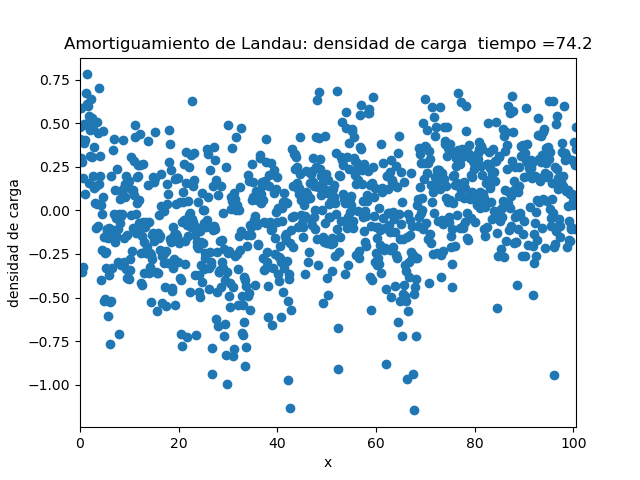 Amortiguamiento de Landau: densidad de carga  tiempo =74.2
0.75
0.50
0.25
0.00
−0.25
−0.50
−0.75
−1.00
densidad de carga
0 20 40 60 80 100
x